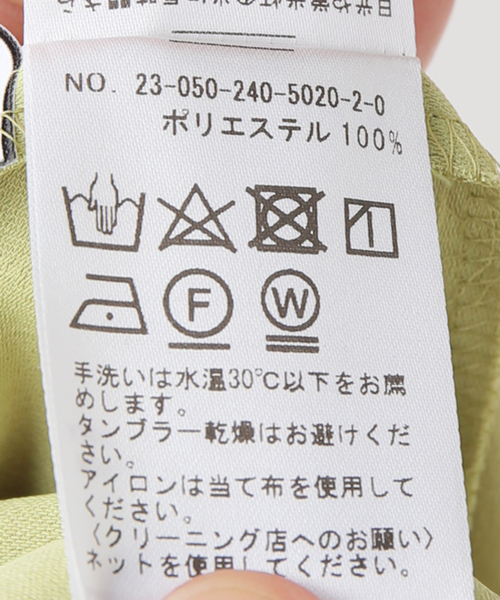 NO. 23-050-240-5020-2-0
ポリエステル 100%
F
W
手洗いは水温30℃以下をお薦
めします。
タンブラー乾燥はお避けくだ
さい。
アイロンは当て布を使用して
ください。
〈クリーニング店へのお願い〉
ネットを使用してください。